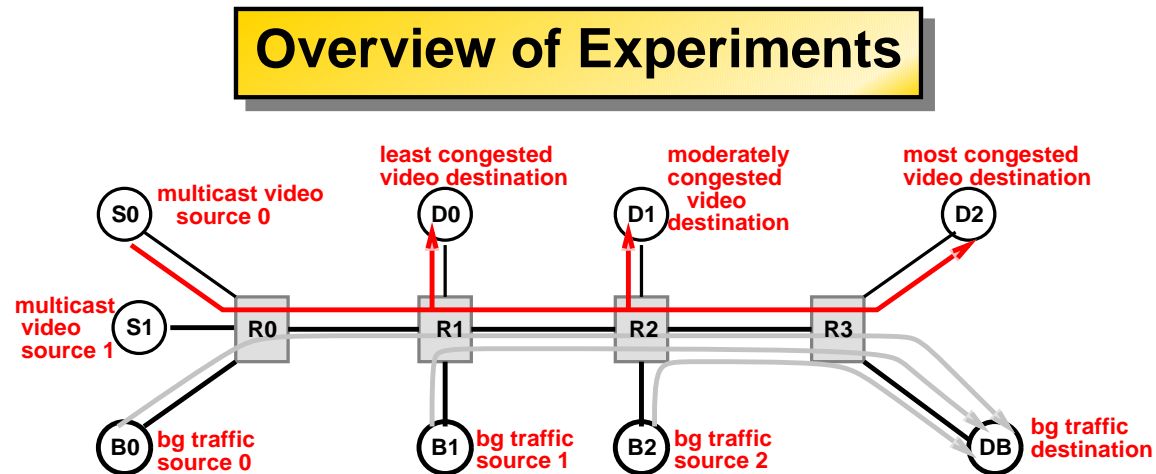 Overview of Experiments
least congested
video destination
moderately
congested
video
destination
most congested
video destination
multicast video
source 0
S0
D0
D1
D2
multicast
video
source 1
S1
R0
R1
R2
R3
B0
bg traffic
source 0
B1
bg traffic
source 1
B2
bg traffic
source 2
DB
bg traffic
destination